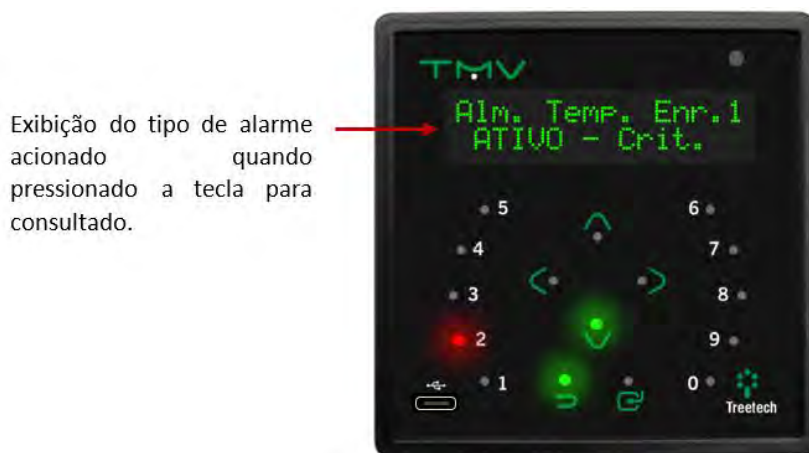 Exibição do tipo de alarme
acionado quando
pressionado a tecla para
consultado.
TMV
Alm. Temp. Enr.1
ATIVO - Crit.
5
6
4
7
3
8
2
9
1
0
Treetech